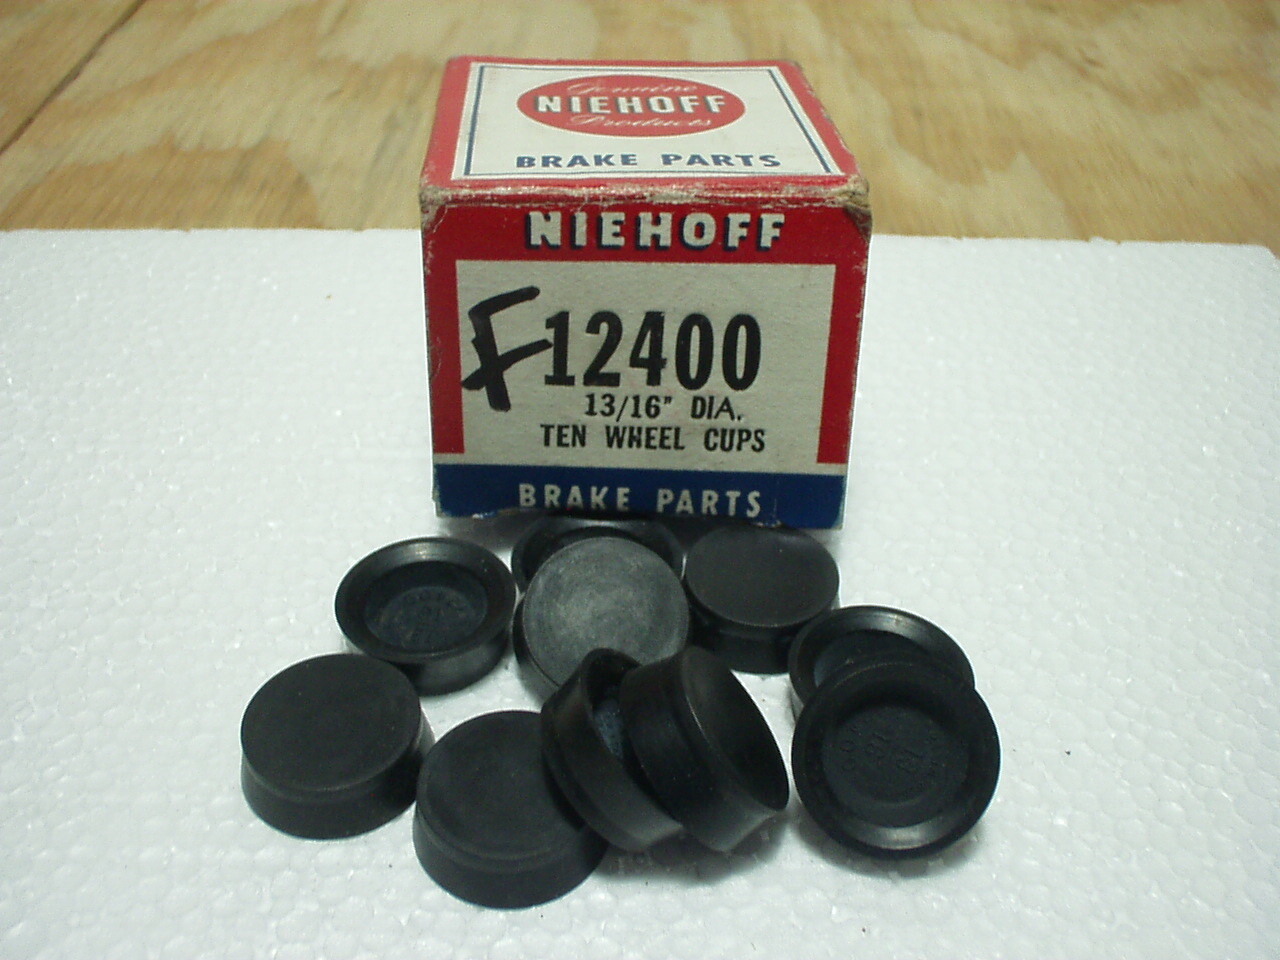 Genuine
NIEHOFF
Products
BRAKE PARTS
NIEHOFF
F12400
13/16" DIA.
TEN WHEEL CUPS
BRAKE PARTS